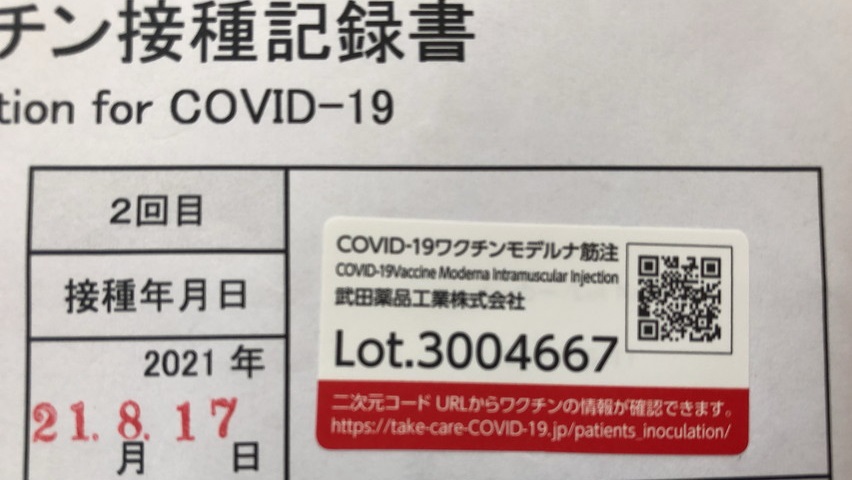 チン接種記録書
tion for COVID-19
2回目
接種年月日
2021 年
21. 8. 17
月 日
COVID-19ワクチンモデルナ筋注
COVID-19Vaccine Moderna Intramuscular Injection
武田薬品工業株式会社
Lot.3004667
二次元コード URLからワクチンの情報が確認できます。
https://take-care-COVID-19.jp/patients_inoculation/